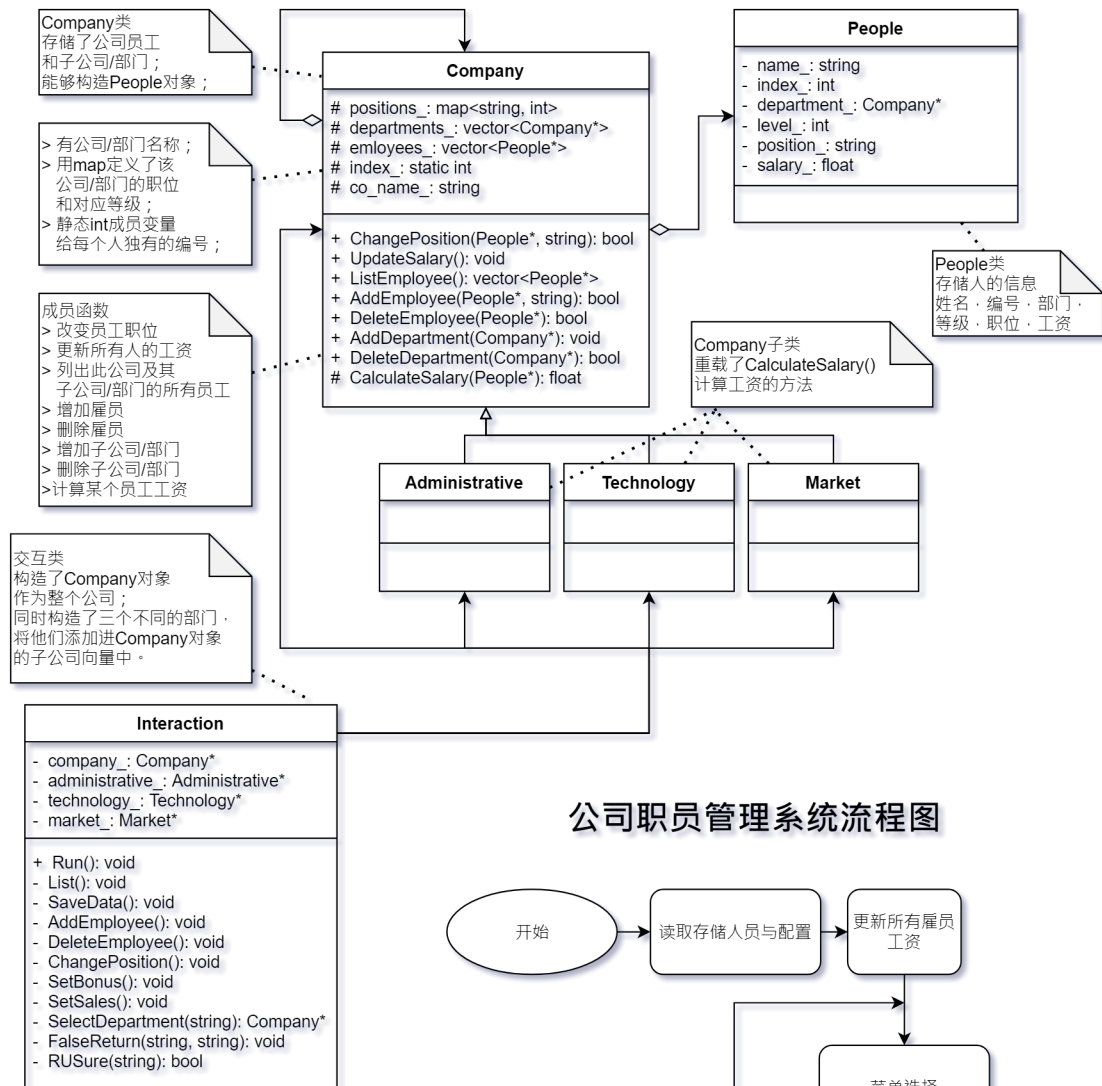 Company类
存储了公司员工
和子公司/部门；
能够构造People对象；
> 有公司/部门名称；
> 用map定义了该
公司/部门的职位
和对应等级；
> 静态int成员变量
给每个人独有的编号；
成员函数
> 改变员工职位
> 更新所有人的工资
> 列出此公司及其
子公司/部门的所有员工
> 增加雇员
> 删除雇员
> 增加子公司/部门
> 删除子公司/部门
>计算某个员工工资
Company
# positions_: map<string, int>
# departments_: vector<Company*>
# emloyees_: vector<People*>
# index_: static int
# co_name_: string
+ ChangePosition(People*, string): bool
+ UpdateSalary(): void
+ ListEmployee(): vector<People*>
+ AddEmployee(People*, string): bool
+ DeleteEmployee(People*): bool
+ AddDepartment(Company*): void
+ DeleteDepartment(Company*): bool
# CalculateSalary(People*): float
People
- name_: string
- index_: int
- department_: Company*
- level_: int
- position_: string
- salary_: float
People类
存储人的信息
姓名，编号，部门，
等级，职位，工资
Company子类
重载了CalculateSalary()
计算工资的方法
Administrative
Technology
Market
交互类
构造了Company对象
作为整个公司；
同时构造了三个不同的部门，
将他们添加进Company对象
的子公司向量中。
Interaction
- company_: Company*
- administrative_: Administrative*
- technology_: Technology*
- market_: Market*
+ Run(): void
- List(): void
- SaveData(): void
- AddEmployee(): void
- DeleteEmployee(): void
- ChangePosition(): void
- SetBonus(): void
- SetSales(): void
- SelectDepartment(string): Company*
- FalseReturn(string, string): void
- RUSure(string): bool
公司职员管理系统流程图
开始
读取存储人员与配置
更新所有雇员
工资
菜单选择